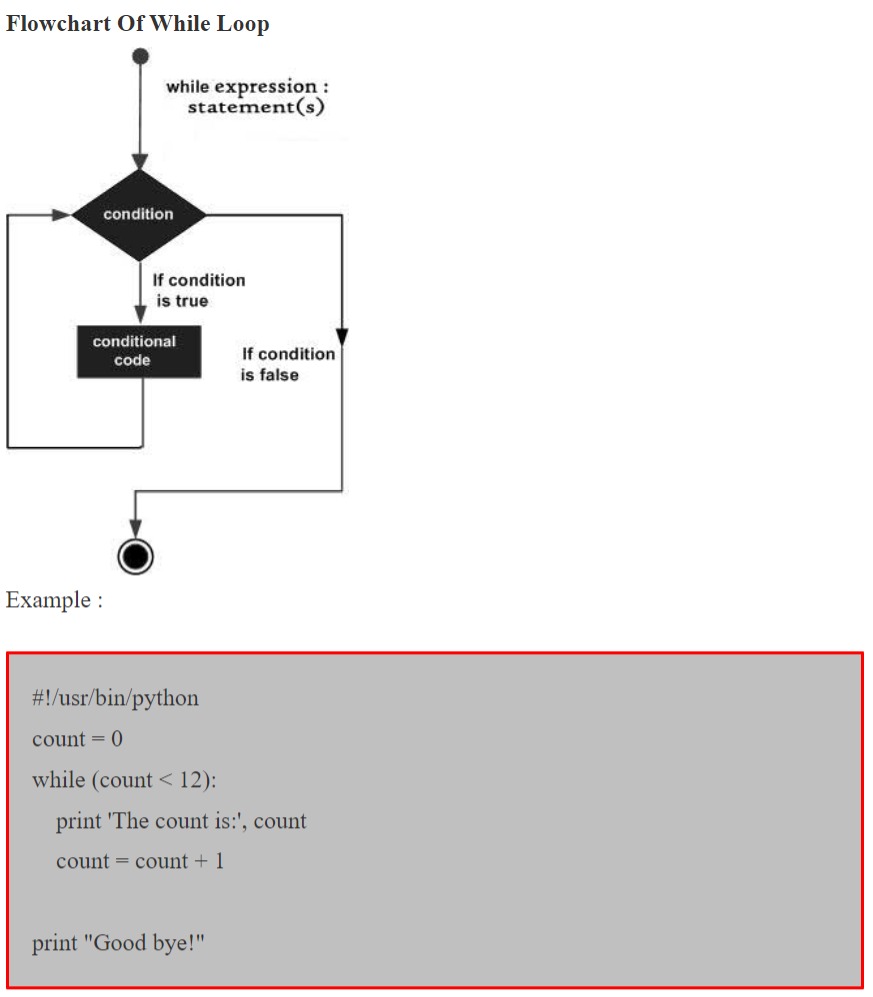 Flowchart Of While Loop
while expression :
statement(s)
condition
If condition
is true
conditional
code
If condition
is false
Example :
#!/usr/bin/python
count = 0
while (count < 12):
    print 'The count is:', count
    count = count + 1
print "Good bye!"